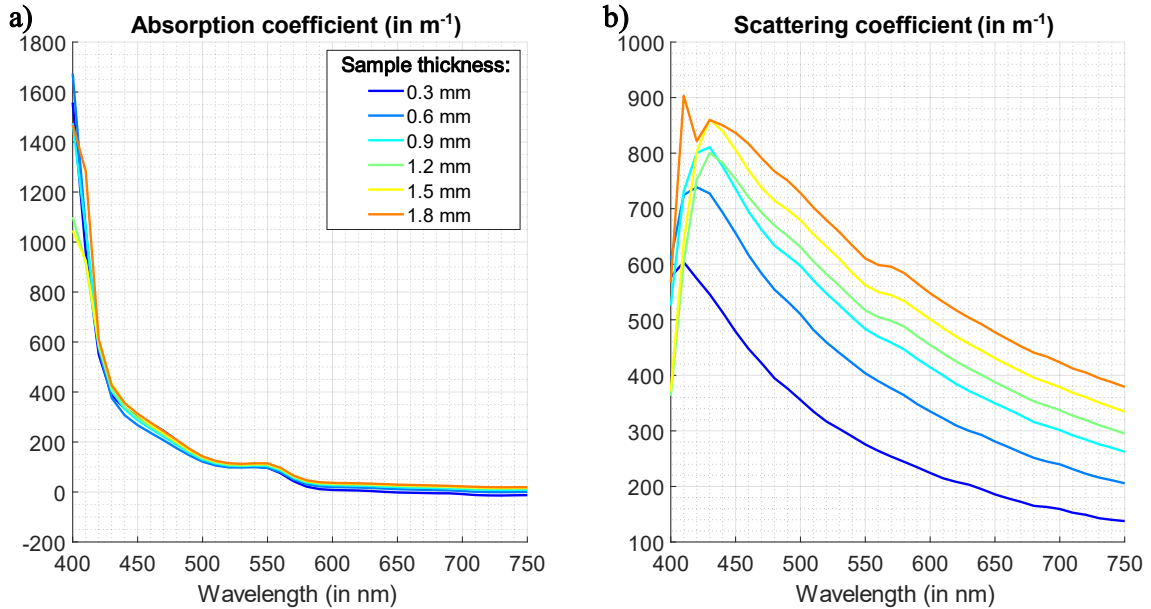 a)
Absorption coefficient (in m-1)
1800
1600
1400
1200
1000
800
600
400
200
0
-200
400
450
500
550
600
650
700
750
Wavelength (in nm)
Sample thickness:
0.3 mm
0.6 mm
0.9 mm
1.2 mm
1.5 mm
1.8 mm
b)
Scattering coefficient (in m-1)
1000
900
800
700
600
500
400
300
200
100
400
450
500
550
600
650
700
750
Wavelength (in nm)